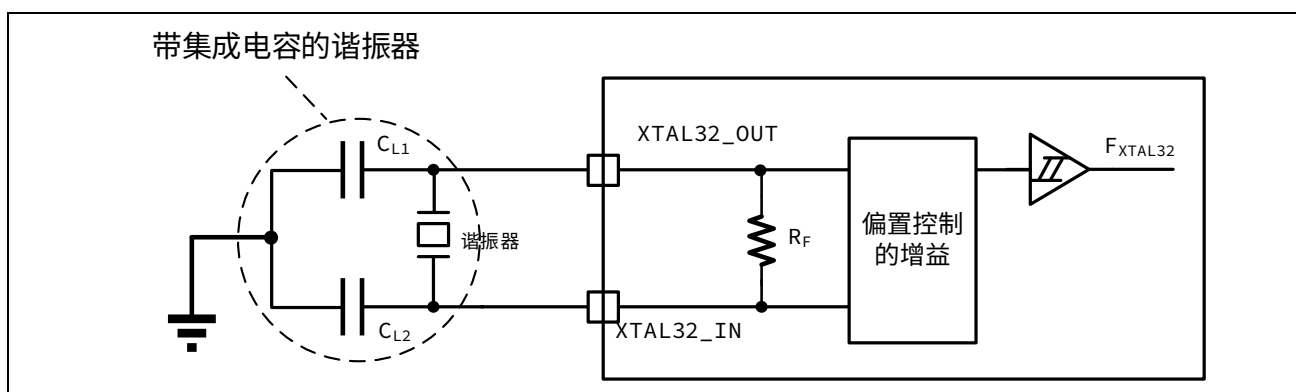 带集成电容的谐振器
CL1
XTAL32_OUT
FXTAL32
谐振器
RF
偏置控制
的增益
CL2
XTAL32_IN